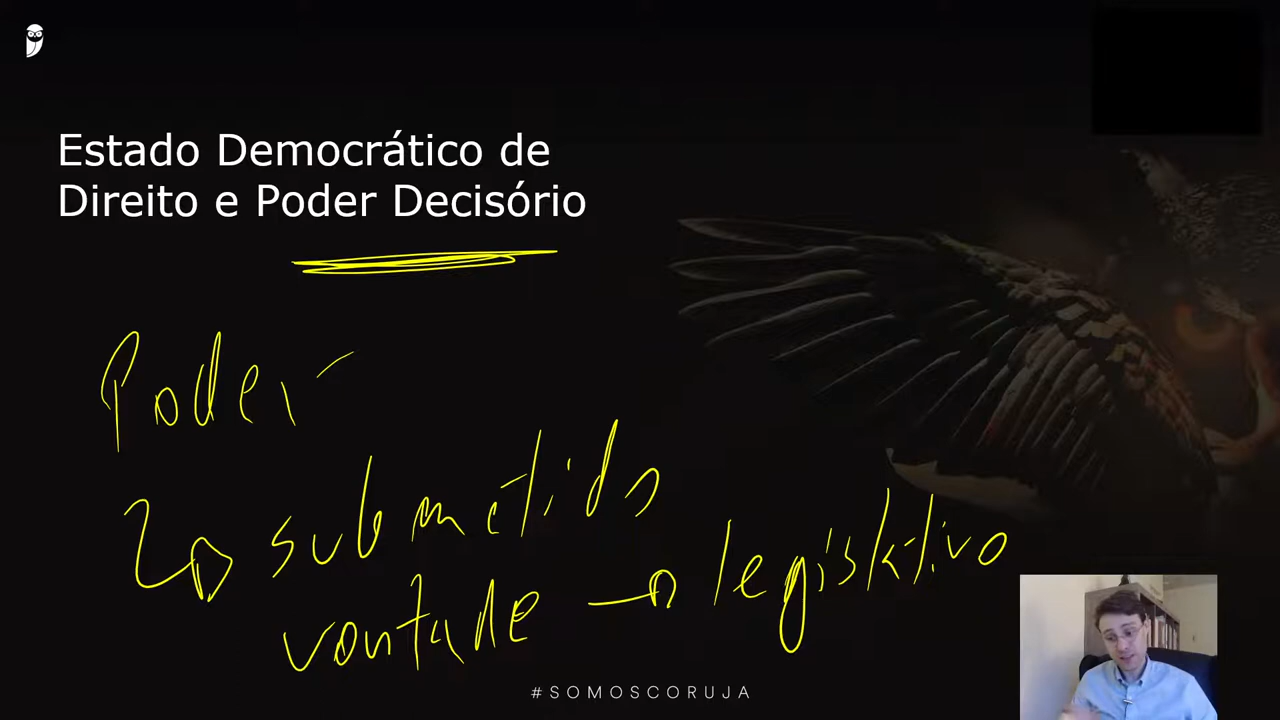 Estado Democrático de
Direito e Poder Decisório
Poder
submetido
vontade → legislativo
#SOMOSCORUJA